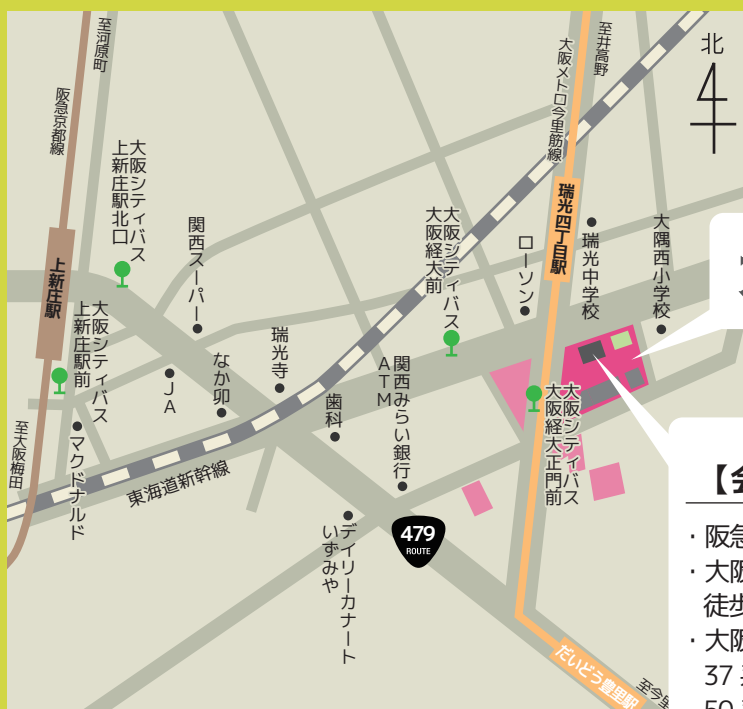 至河原町
阪急京都線
上新庄駅
至大阪梅田
大阪シティバス
上新庄駅北口
大阪シティバス
上新庄駅前
マクドナルド
関西スーパー
JA
なか卯
瑞光寺
歯科
東海道新幹線
大阪シティバス
大阪経大前
関西みらい銀行
ATM
デイリーカナート
いずみや
479
ROUTE
大阪メトロ今里筋線
至井高野
瑞光四丁目駅
ローソン
瑞光中学校
大隅西小学校
大阪シティバス
大阪経大正門前
だいどう豊里駅
至今里
北
【会
・阪急
・大阪
徒歩
・大阪
37
50